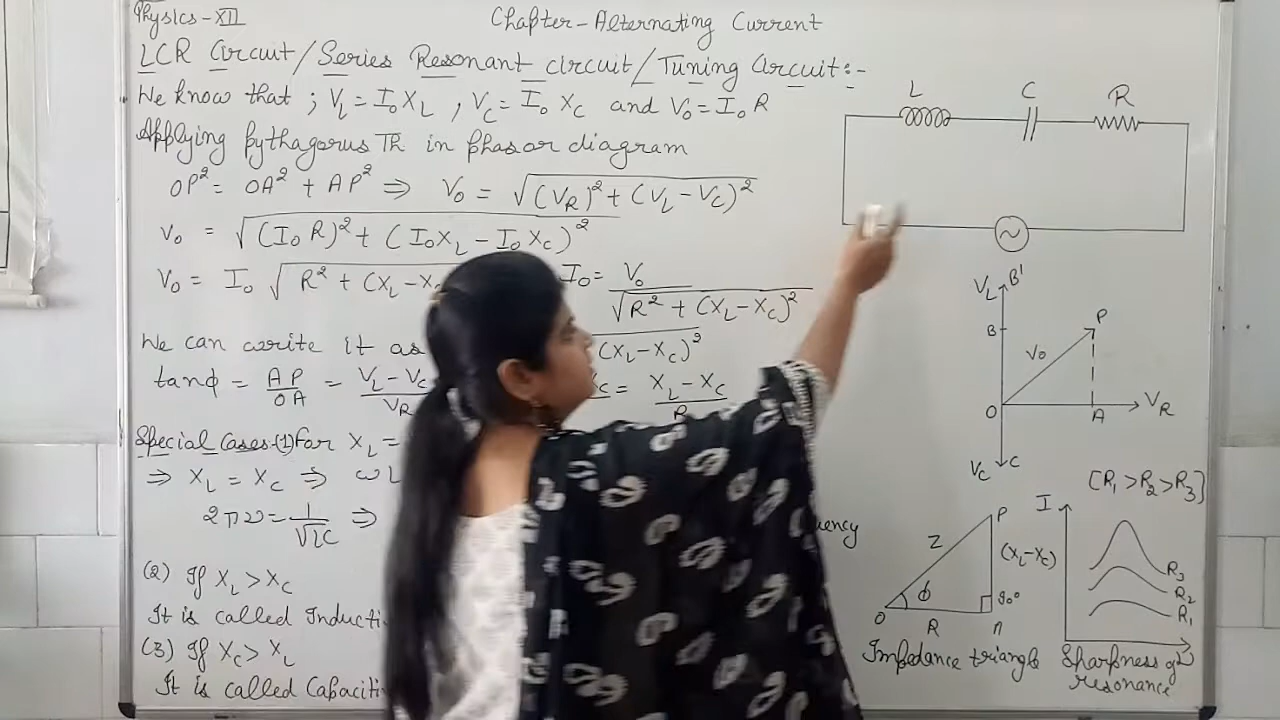 Physics-XII
Chapter-Alternating Current
LCR Circuit/Series Resonant circuit/Tuning Circuit:-
We know that ; V_L = I_0 X_L , V_C = I_0 X_C and V_0 = I_0 R
Applying pythagorus Th in phasor diagram
OP² = OA² + AP² ⇒ V_0 = √((V_R)² + (V_L - V_C)²)
V_0 = √((I_0 R)² + (I_0 X_L - I_0 X_C)²)
V_0 = I_0 √(R² + (X_L - X_C I_0 = V_0/√(R² + (X_L - X_C)²)
We can write it as (X_L - X_C)²
tanϕ = AP/OA = V_L - V_C/V_R = X_L - X_C/R
Special Cases:(1) For X_L =
⇒ X_L = X_C ⇒ ωL
2πν = 1/√LC ⇒
(2) If X_L > X_C
It is called Inducti
(3) If X_C > X_L
It is called Capaciti
L C R
~
V_L B'
B
P
V_0
O A V_R
V_C C
[R_1 > R_2 > R_3]
Z P (X_L - X_C)
ϕ 90°
O R
Impedance triangle
I
R_3
R_2
R_1
Sharpness of
resonance